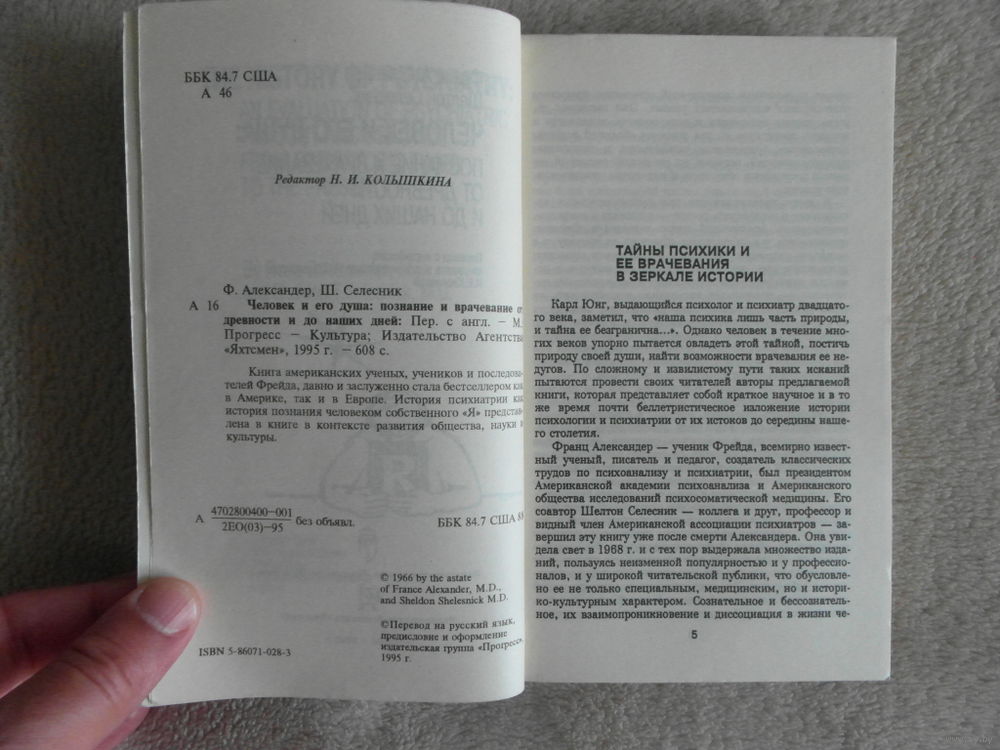 ББК 84.7 США
А 46
Редактор Н. И. КОЛЫШКИНА
Ф. Александер, Ш. Селесник
А 16 Человек и его душа: познание и врачевание от
древности и до наших дней: Пер. с англ. – М.
Прогресс – Культура; Издательство Агентства
«Яхтсмен», 1995 г. – 608 с.
Книга американских ученых, учеников и последова-
телей Фрейда, давно и заслуженно стала бестселлером как
в Америке, так и в Европе. История психиатрии как
история познания человеком собственного «Я» представ-
лена в книге в контексте развития общества, науки и
культуры.
А 4702800400–001
2ЕО(03)–95 без объявл.
ББК 84.7 США
© 1966 by the astate
of France Alexander, M.D.,
and Sheldon Shelesnick M.D.
©Перевод на русский язык,
предисловие и оформление
издательская группа «Прогресс»
1995 г.
ISBN 5-86071-028-3
ТАЙНЫ ПСИХИКИ И
ЕЕ ВРАЧЕВАНИЯ
В ЗЕРКАЛЕ ИСТОРИИ
Карл Юнг, выдающийся психолог и психиатр двадцато-
го века, заметил, что «наша психика лишь часть природы,
и тайна ее безгранична...». Однако человек в течение мно-
гих веков упорно пытается овладеть этой тайной, постичь
природу своей души, найти возможности врачевания ее не-
дугов. По сложному и извилистому пути таких исканий
пытаются провести своих читателей авторы предлагаемой
книги, которая представляет собой краткое научное и в то
же время почти беллетристическое изложение истории
психологии и психиатрии от их истоков до середины наше-
го столетия.
Франц Александер — ученик Фрейда, всемирно извест-
ный ученый, писатель и педагог, создатель классических
трудов по психоанализу и психиатрии, был президентом
Американской академии психоанализа и Американского
общества исследований психосоматической медицины. Его
соавтор Шелтон Селесник — коллега и друг, профессор и
видный член Американской ассоциации психиатров — за-
вершил эту книгу уже после смерти Александера. Она уви-
дела свет в 1968 г. и с тех пор выдержала множество изда-
ний, пользуясь неизменной популярностью и у профессио-
налов, и у широкой читательской публики, что обусловле-
но ее не только специальным, медицинским, но и истори-
ко-культурным характером. Сознательное и бессознатель-
ное, их взаимопроникновение и диссоциация в жизни че-
5